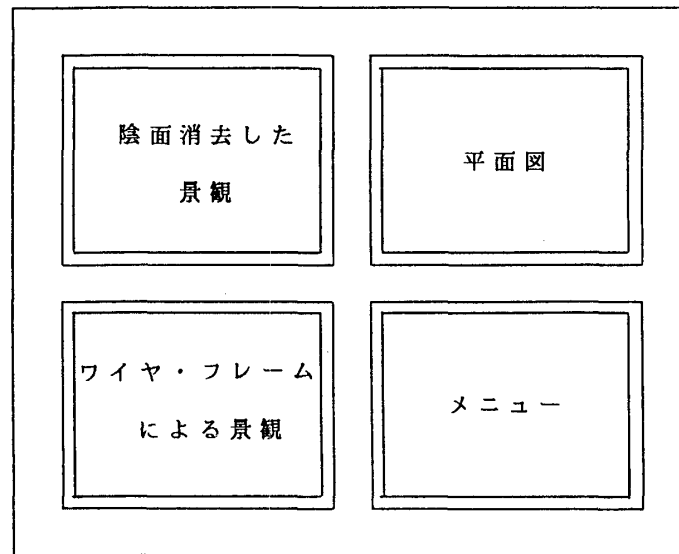 陰面消去した
景観
平面図
ワイヤ・フレーム
による景観
メニュー